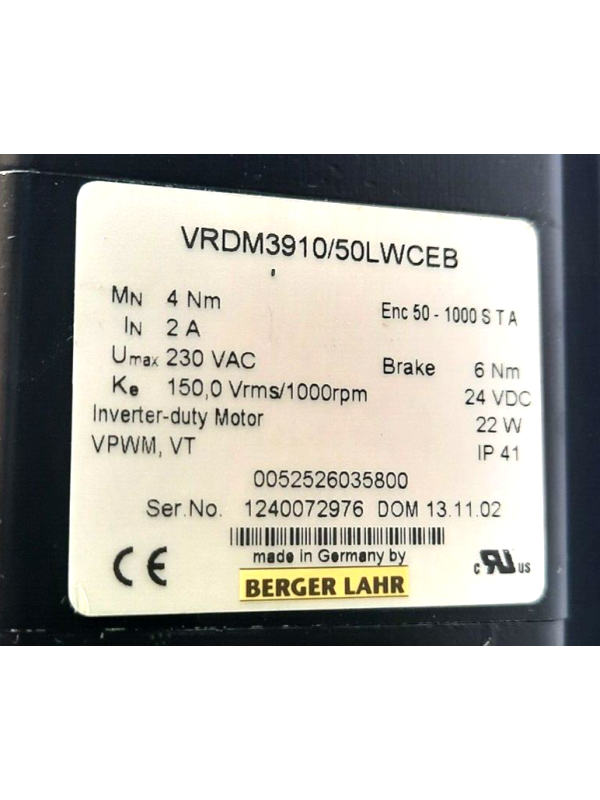 VRDM3910/50LWCEB
MN 4 Nm
Enc 50 - 1000 S T A
IN 2 A
Umax 230 VAC
Brake 6 Nm
Ke 150,0 Vrms/1000rpm
24 VDC
Inverter-duty Motor
22 W
VPWM, VT
IP 41
0052526035800
Ser.No. 1240072976 DOM 13.11.02
made in Germany by
CE
BERGER LAHR
c RU us